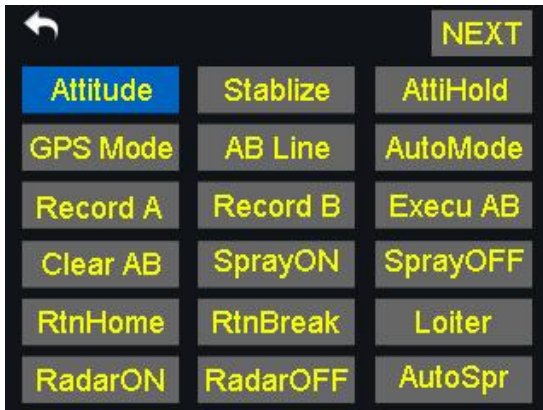 NEXT
Attitude Stablize AttiHold
GPS Mode AB Line AutoMode
Record A Record B Execu AB
Clear AB SprayON SprayOFF
RtnHome RtnBreak Loiter
RadarON RadarOFF AutoSpr